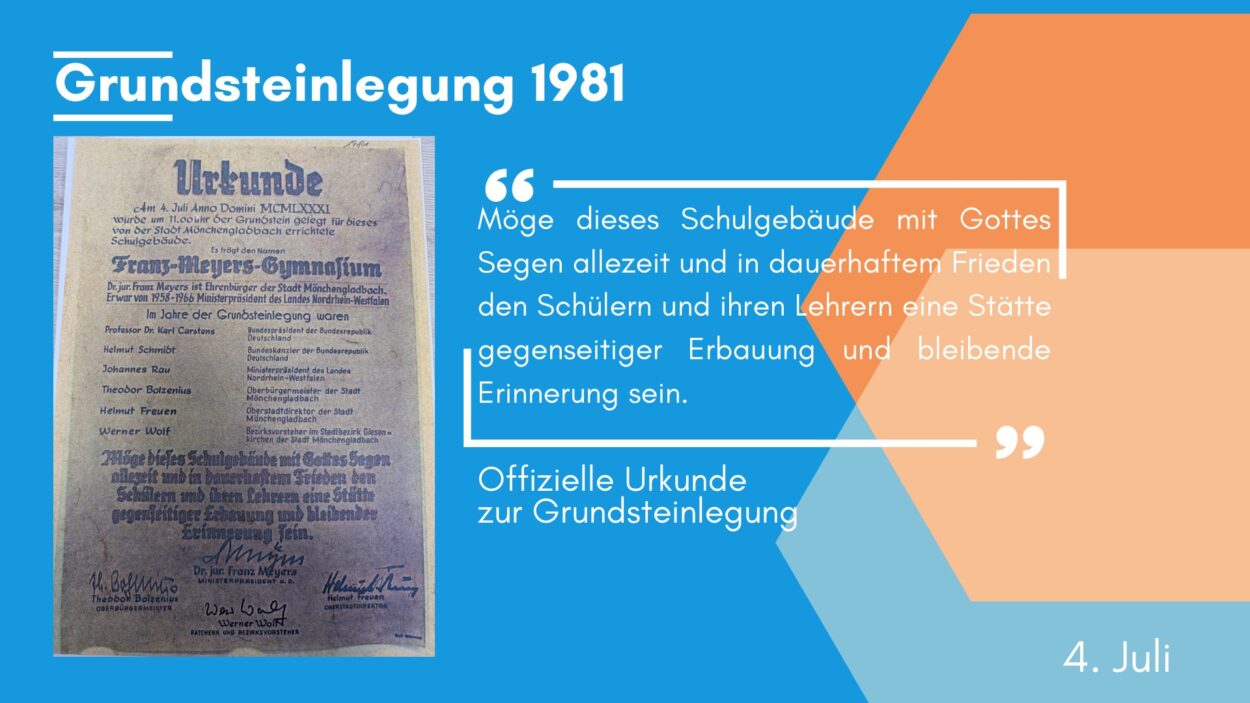 Grundsteinlegung 1981
1981
Urkunde
Am 4. Juli Anno Domini MCMLXXXI
wurde um 11.00 Uhr der Grundstein gelegt für dieses
von der Stadt Mönchengladbach errichtete
Schulgebäude.
Es trägt den Namen
Franz-Meyers-Gymnasium
Dr. jur. Franz Meyers ist Ehrenbürger der Stadt Mönchengladbach.
Er war von 1958-1966 Ministerpräsident des Landes Nordrhein-Westfalen
Im Jahre der Grundsteinlegung waren
Professor Dr. Karl Carstens Bundespräsident der Bundesrepublik
Deutschland
Helmut Schmidt Bundeskanzler der Bundesrepublik
Deutschland
Johannes Rau Ministerpräsident des Landes
Nordrhein-Westfalen
Theodor Bolzenius Oberbürgermeister der Stadt
Mönchengladbach
Helmut Freuen Oberstadtdirektor der Stadt
Mönchengladbach
Werner Wolf Bezirksvorsteher im Stadtbezirk Giesen-
kirchen der Stadt Mönchengladbach
Möge dieses Schulgebäude mit Gottes Segen
allezeit und in dauerhaftem Frieden den
Schülern und ihren Lehrern eine Stätte
gegenseitiger Erbauung und bleibender
Erinnerung sein.
Dr. jur. Franz Meyers
MINISTERPRÄSIDENT a. D.
Theodor Bolzenius
OBERBÜRGERMEISTER
Helmut Freuen
OBERSTADTDIREKTOR
Werner Wolf
RATSHERR UND BEZIRKSVORSTEHER
“
Möge dieses Schulgebäude mit Gottes
Segen allezeit und in dauerhaftem Frieden
den Schülern und ihren Lehrern eine Stätte
gegenseitiger Erbauung und bleibende
Erinnerung sein.
”
Offizielle Urkunde
zur Grundsteinlegung
4. Juli